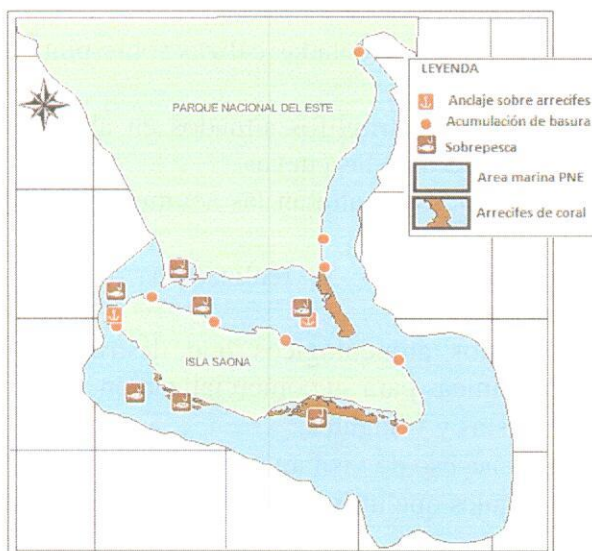 PARQUE NACIONAL DEL ESTE
LEYENDA
Anclaje sobre arrecifes
Acumulación de basura
Sobrepesca
Area marina PNE
Arrecifes de coral
ISLA SAONA